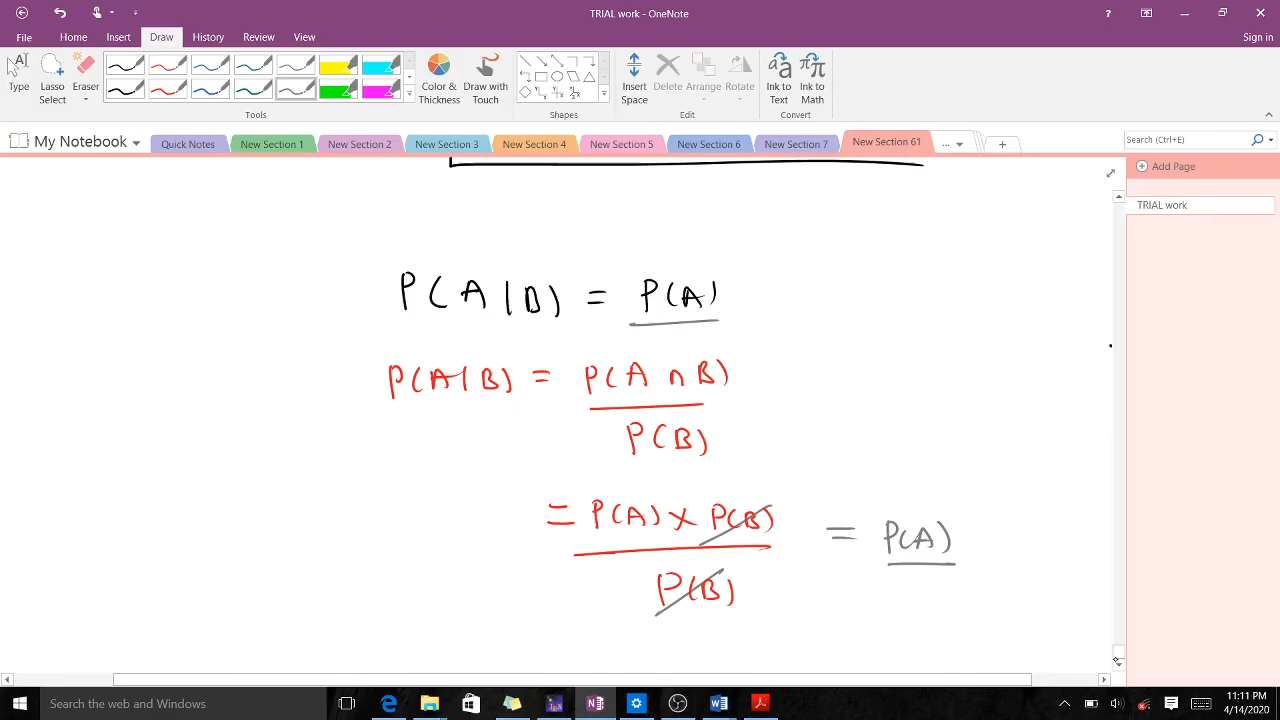 TRIAL work - OneNote
?
File Home Insert Draw History Review View Sign in
Type Lasso Select Eraser Color & Thickness Draw with Touch Insert Space Delete Arrange Rotate Ink to Text Ink to Math
Tools Shapes Edit Convert
My Notebook Quick Notes New Section 1 New Section 2 New Section 3 New Section 4 New Section 5 New Section 6 New Section 7 New Section 61 ... + Search (Ctrl+E)
Add Page
TRIAL work
P(A|B) = P(A)
P(A|B) = P(A ∩ B)
P(B)
= P(A) × P(B) = P(A)
P(B)
Search the web and Windows
11:11 PM
4/14/2020